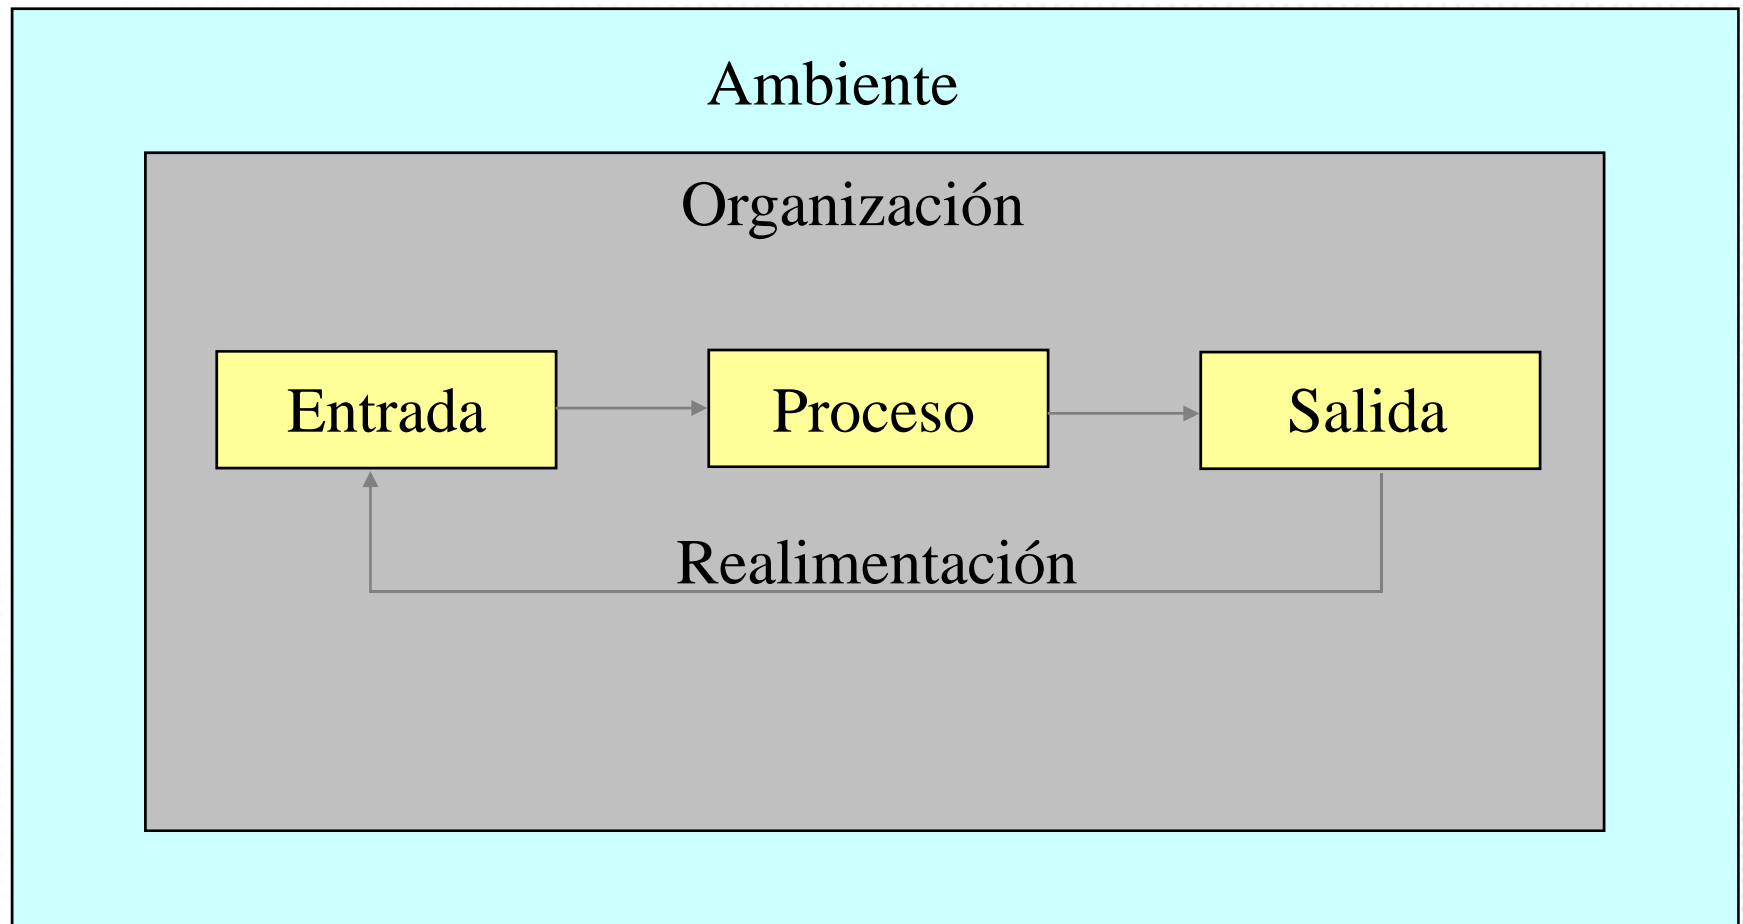 Ambiente
Organización
Entrada
Proceso
Salida
Realimentación